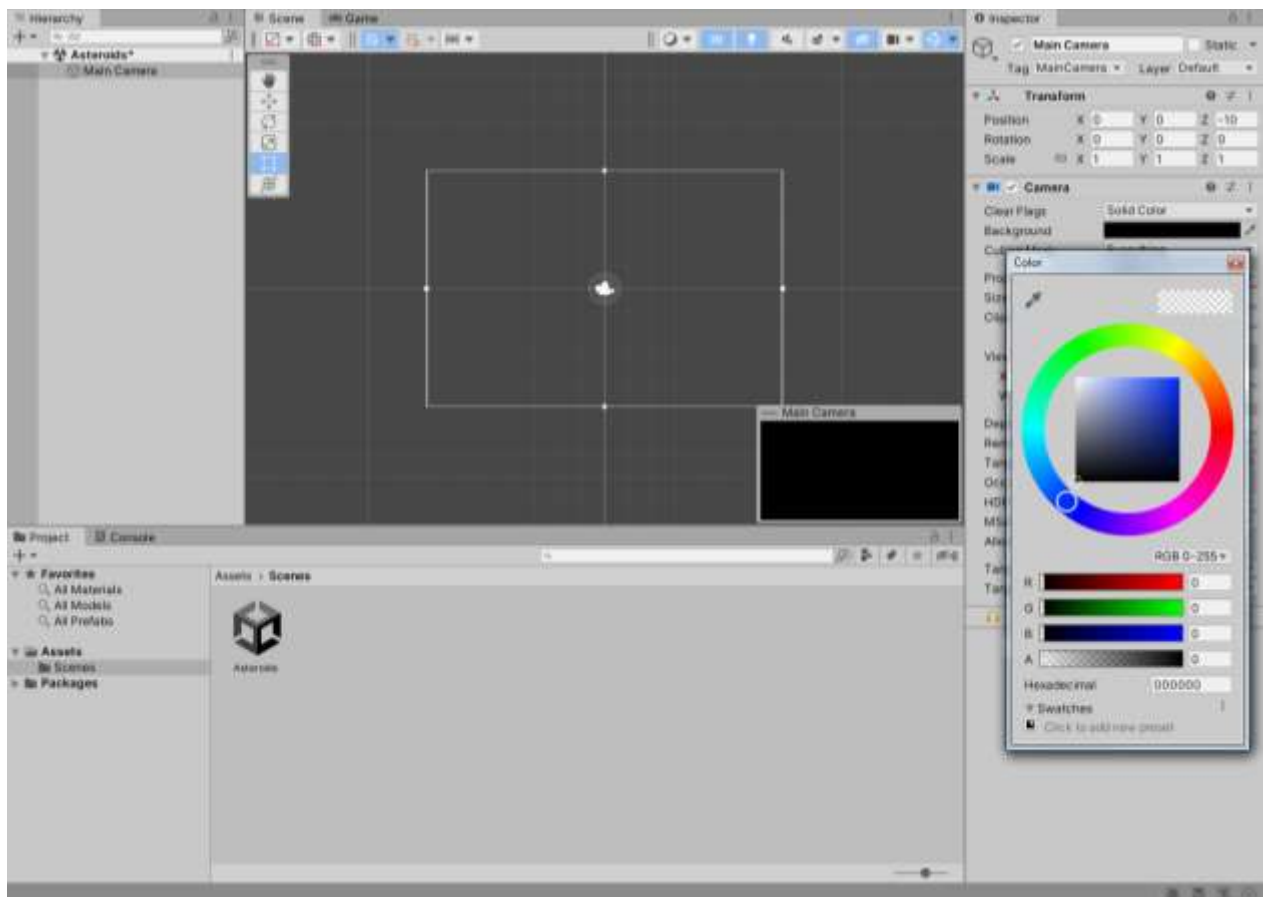 Hierarchy
Asteroids*
Main Camera
Scene
Game
Main Camera
Project
Console
Favorites
All Materials
All Models
All Prefabs
Assets
Scenes
Packages
Assets › Scenes
Asteroids
Inspector
Main Camera
Static
Tag MainCamera Layer Default
Transform
Position X 0 Y 0 Z -10
Rotation X 0 Y 0 Z 0
Scale X 1 Y 1 Z 1
Camera
Clear Flags Solid Color
Background
Color
RGB 0-255
R 0
G 0
B 0
A 0
Hexadecimal 000000
Swatches
Click to add new preset